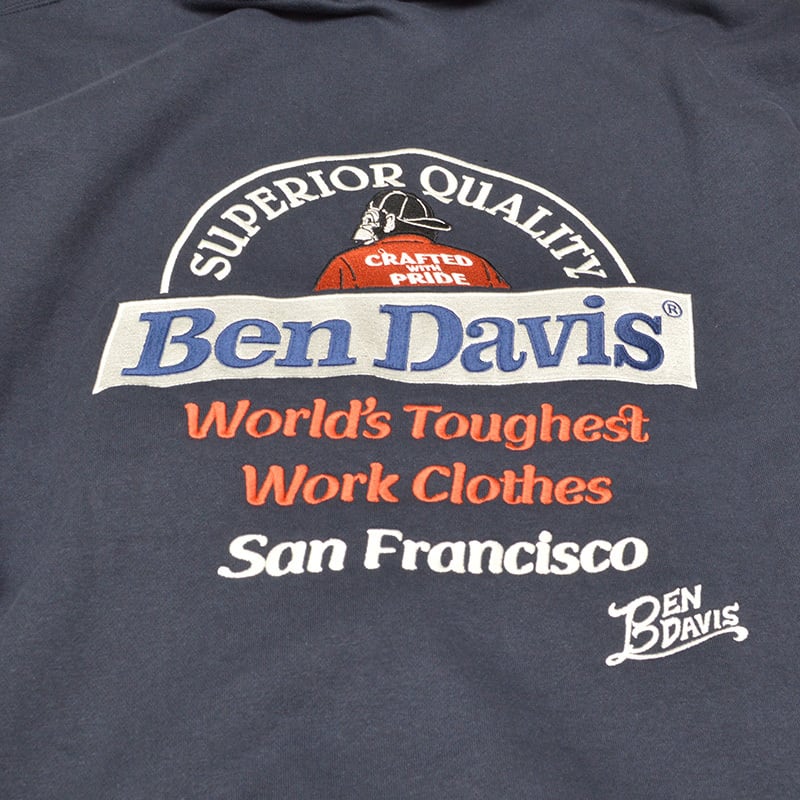 SUPERIOR QUALITY
CRAFTED
WITH
PRIDE
Ben Davis®
World's Toughest
Work Clothes
San Francisco
BEN
DAVIS